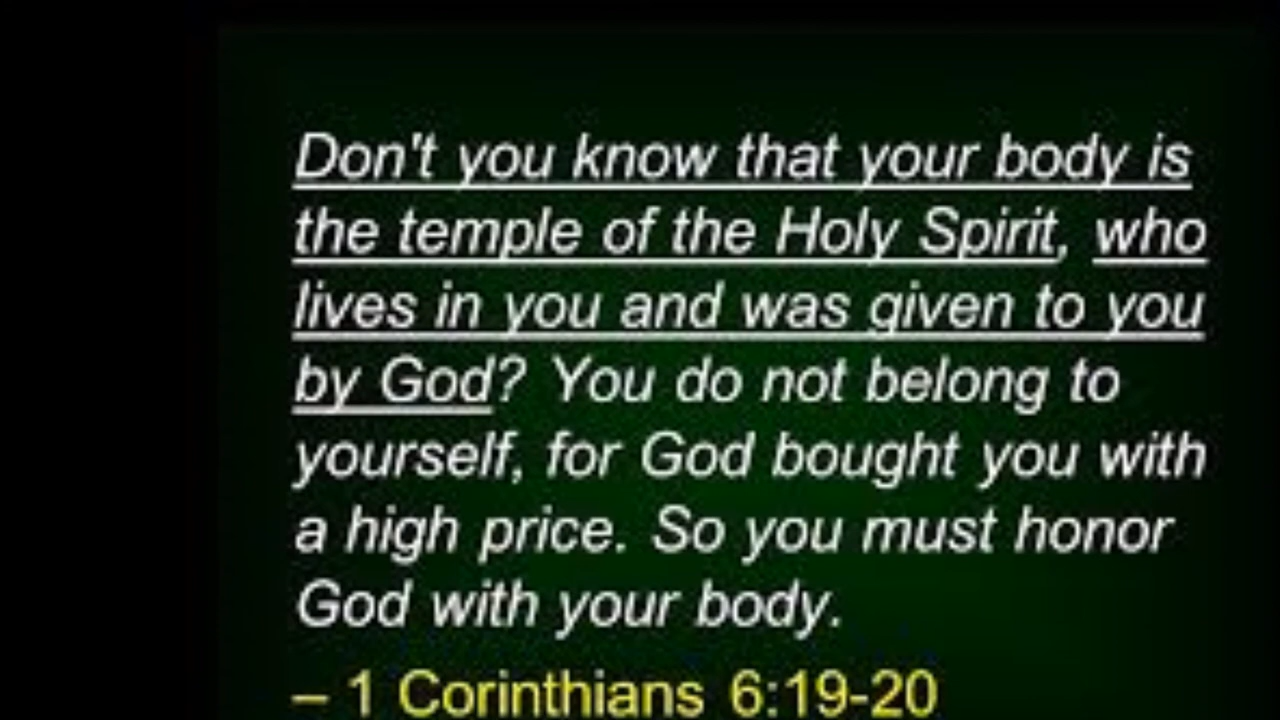 Don't you know that your body is
the temple of the Holy Spirit, who
lives in you and was given to you
by God? You do not belong to
yourself, for God bought you with
a high price. So you must honor
God with your body.
– 1 Corinthians 6:19-20